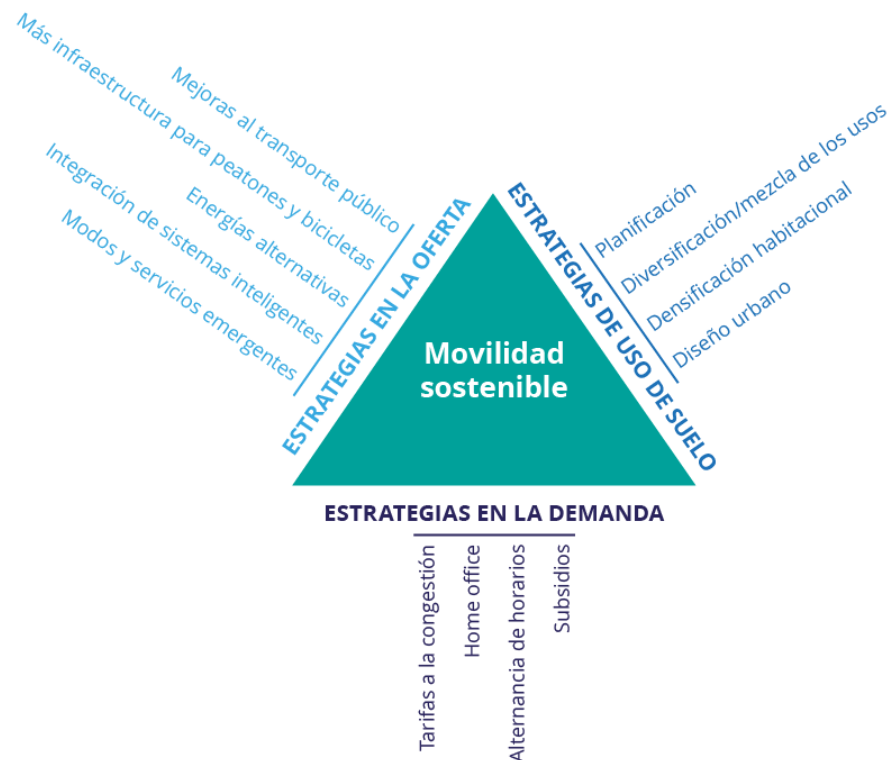 Mejoras al transporte público
Más infraestructura para peatones y bicicletas
Energías alternativas
Integración de sistemas inteligentes
Modos y servicios emergentes
ESTRATEGIAS EN LA OFERTA
Movilidad
sostenible
ESTRATEGIAS DE USO DE SUELO
Planificación
Diversificación/mezcla de los usos
Densificación habitacional
Diseño urbano
ESTRATEGIAS EN LA DEMANDA
Tarifas a la congestión
Home office
Alternancia de horarios
Subsidios